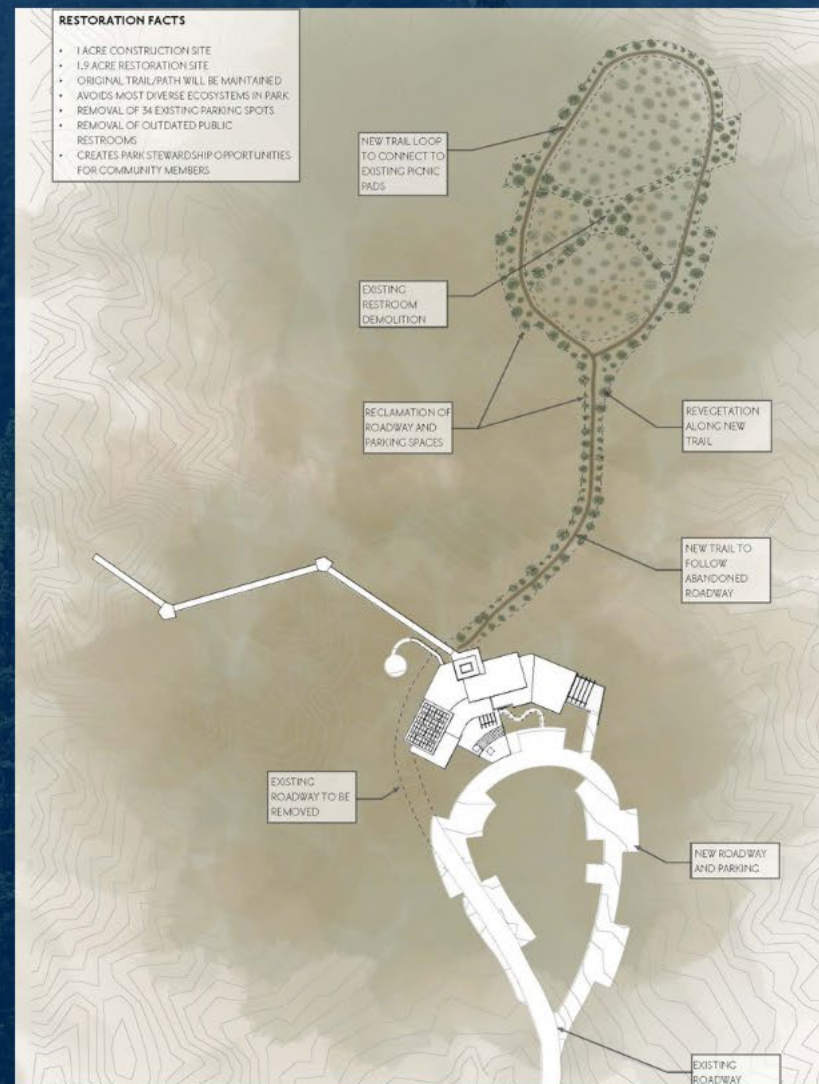 RESTORATION FACTS
• 1 ACRE CONSTRUCTION SITE
• 1.9 ACRE RESTORATION SITE
• ORIGINAL TRAIL/PATH WILL BE MAINTAINED
• AVOIDS MOST DIVERSE ECOSYSTEMS IN PARK
• REMOVAL OF 34 EXISTING PARKING SPOTS
• REMOVAL OF OUTDATED PUBLIC
RESTROOMS
• CREATES PARK STEWARDSHIP OPPORTUNITIES
FOR COMMUNITY MEMBERS
NEW TRAIL LOOP
TO CONNECT TO
EXISTING PICNIC
PADS
EXISTING
RESTROOM
DEMOLITION
RECLAMATION OF
ROADWAY AND
PARKING SPACES
REVEGETATION
ALONG NEW
TRAIL
NEW TRAIL TO
FOLLOW
ABANDONED
ROADWAY
EXISTING
ROADWAY TO BE
REMOVED
NEW ROADWAY
AND PARKING
EXISTING
ROADWAY